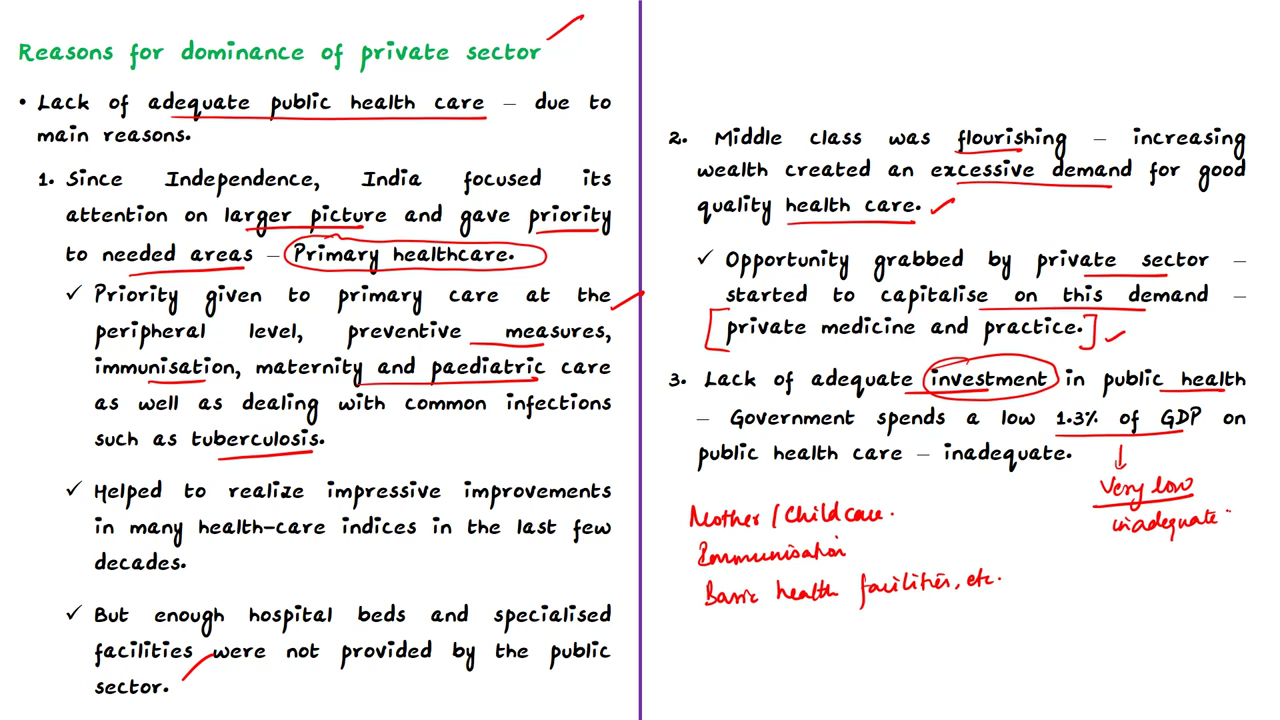 Reasons for dominance of private sector
• Lack of adequate public health care – due to
main reasons.
1. Since Independence, India focused its
attention on larger picture and gave priority
to needed areas – Primary healthcare.
✓ Priority given to primary care at the
peripheral level, preventive measures,
immunisation, maternity and paediatric care
as well as dealing with common infections
such as tuberculosis.
✓ Helped to realize impressive improvements
in many health-care indices in the last few
decades.
✓ But enough hospital beds and specialised
facilities were not provided by the public
sector.
2. Middle class was flourishing – increasing
wealth created an excessive demand for good
quality health care.
✓ Opportunity grabbed by private sector –
started to capitalise on this demand –
private medicine and practice.
3. Lack of adequate investment in public health
– Government spends a low 1.3% of GDP on
public health care – inadequate.
Very low
inadequate
Mother / Child care.
Immunisation
Basic health facilities, etc.